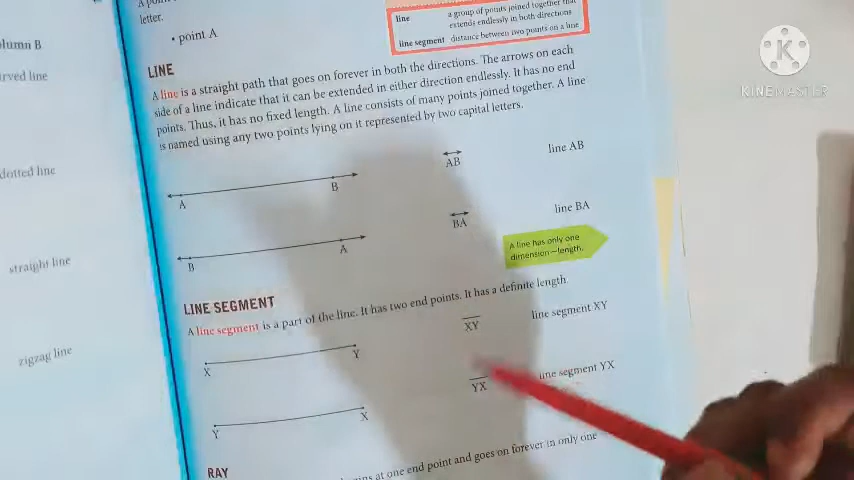 letter.
• point A
line a group of points joined together that
extends endlessly in both directions
line segment distance between two points on a line
LINE
A line is a straight path that goes on forever in both the directions. The arrows on each
side of a line indicate that it can be extended in either direction endlessly. It has no end
points. Thus, it has no fixed length. A line consists of many points joined together. A line
is named using any two points lying on it represented by two capital letters.
A B AB line AB
B A BA line BA
A line has only one
dimension—length.
LINE SEGMENT
A line segment is a part of the line. It has two end points. It has a definite length.
X Y XY line segment XY
Y X YX line segment YX
RAY
at one end point and goes on forever in only one
olumn B
urved line
dotted line
straight line
zigzag line
KINEMASTER